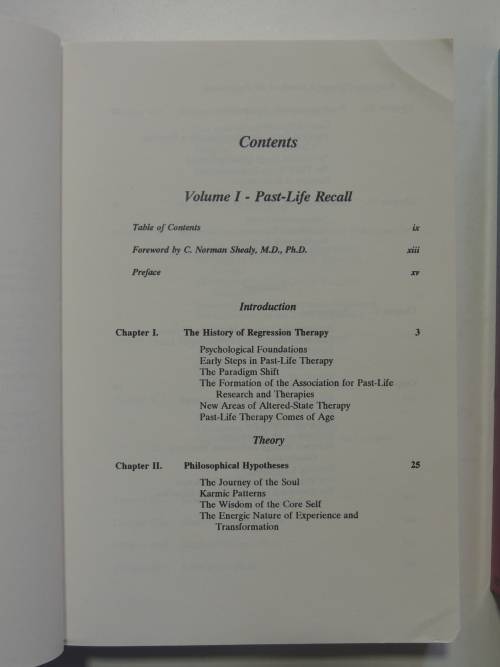 Contents
Volume I - Past-Life Recall
Table of Contents ix
Foreword by C. Norman Shealy, M.D., Ph.D. xiii
Preface xv
Introduction
Chapter I. The History of Regression Therapy 3
Psychological Foundations
Early Steps in Past-Life Therapy
The Paradigm Shift
The Formation of the Association for Past-Life
Research and Therapies
New Areas of Altered-State Therapy
Past-Life Therapy Comes of Age
Theory
Chapter II. Philosophical Hypotheses 25
The Journey of the Soul
Karmic Patterns
The Wisdom of the Core Self
The Energic Nature of Experience and
Transformation